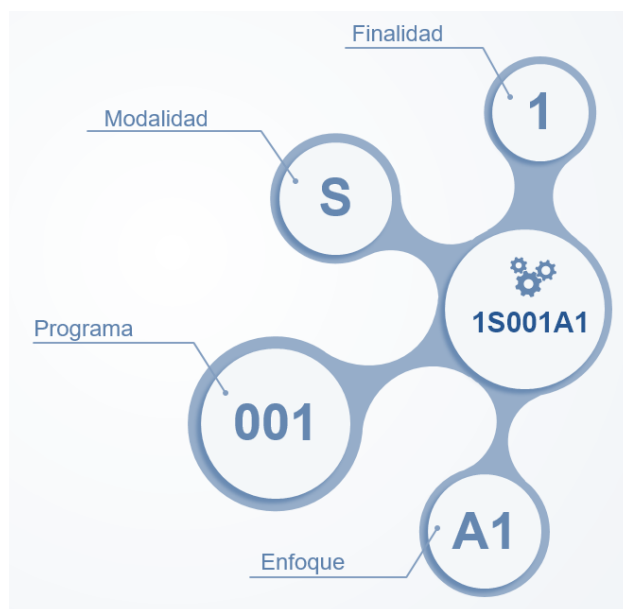 Finalidad
1
Modalidad
S
1S001A1
Programa
001
A1
Enfoque